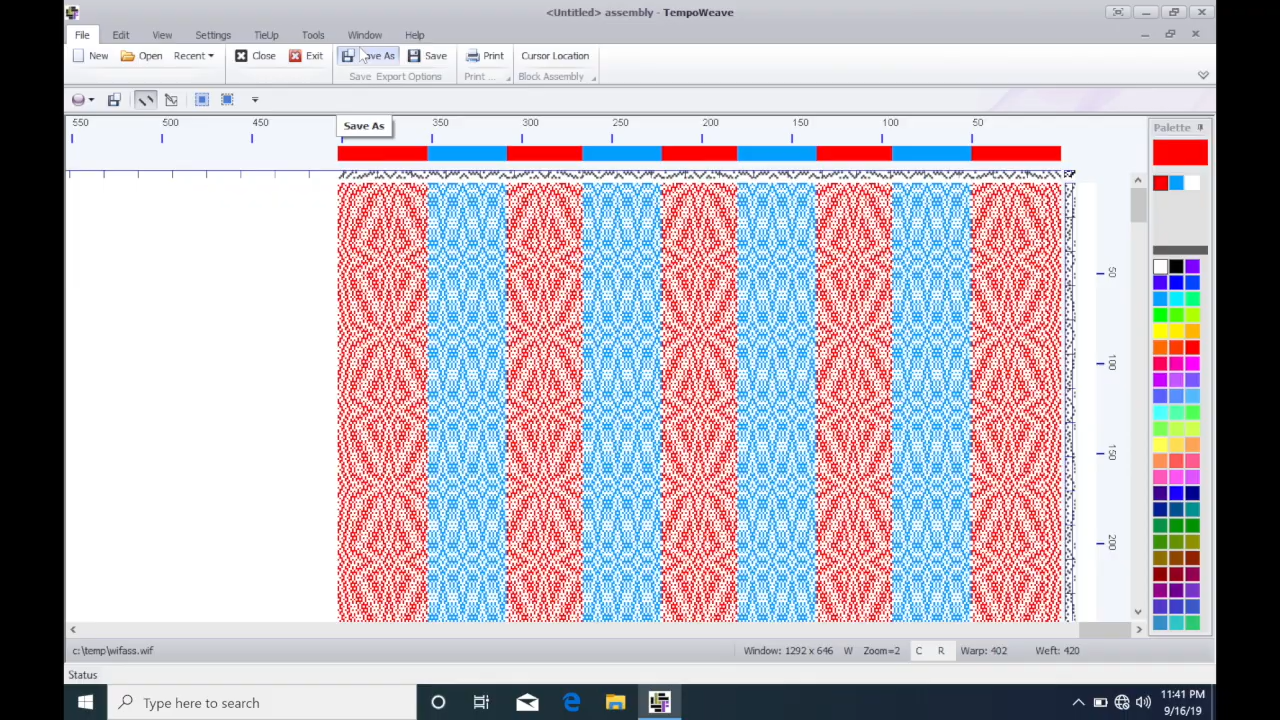 <Untitled> assembly - TempoWeave
File Edit View Settings TieUp Tools Window Help
New Open Recent Close Exit Save As Save Print Cursor Location
Save Export Options Print ... Block Assembly
Save As
550 500 450 350 300 250 200 150 100 50
Palette
50
100
150
200
c:\temp\wifass.wif Window: 1292 x 646 W Zoom=2 C R Warp: 402 Weft: 420
Status
Type here to search
11:41 PM
9/16/19